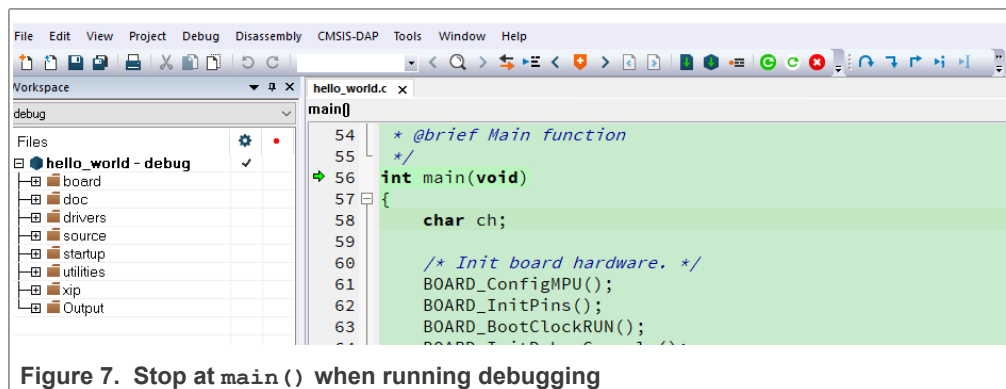 File Edit View Project Debug Disassembly CMSIS-DAP Tools Window Help
Workspace
debug
Files
hello_world - debug
board
doc
drivers
source
startup
utilities
xip
Output
hello_world.c x
main()
54 * @brief Main function
55 */
56 int main(void)
57 {
58 char ch;
59
60 /* Init board hardware. */
61 BOARD_ConfigMPU();
62 BOARD_InitPins();
63 BOARD_BootClockRUN();
Figure 7. Stop at main() when running debugging